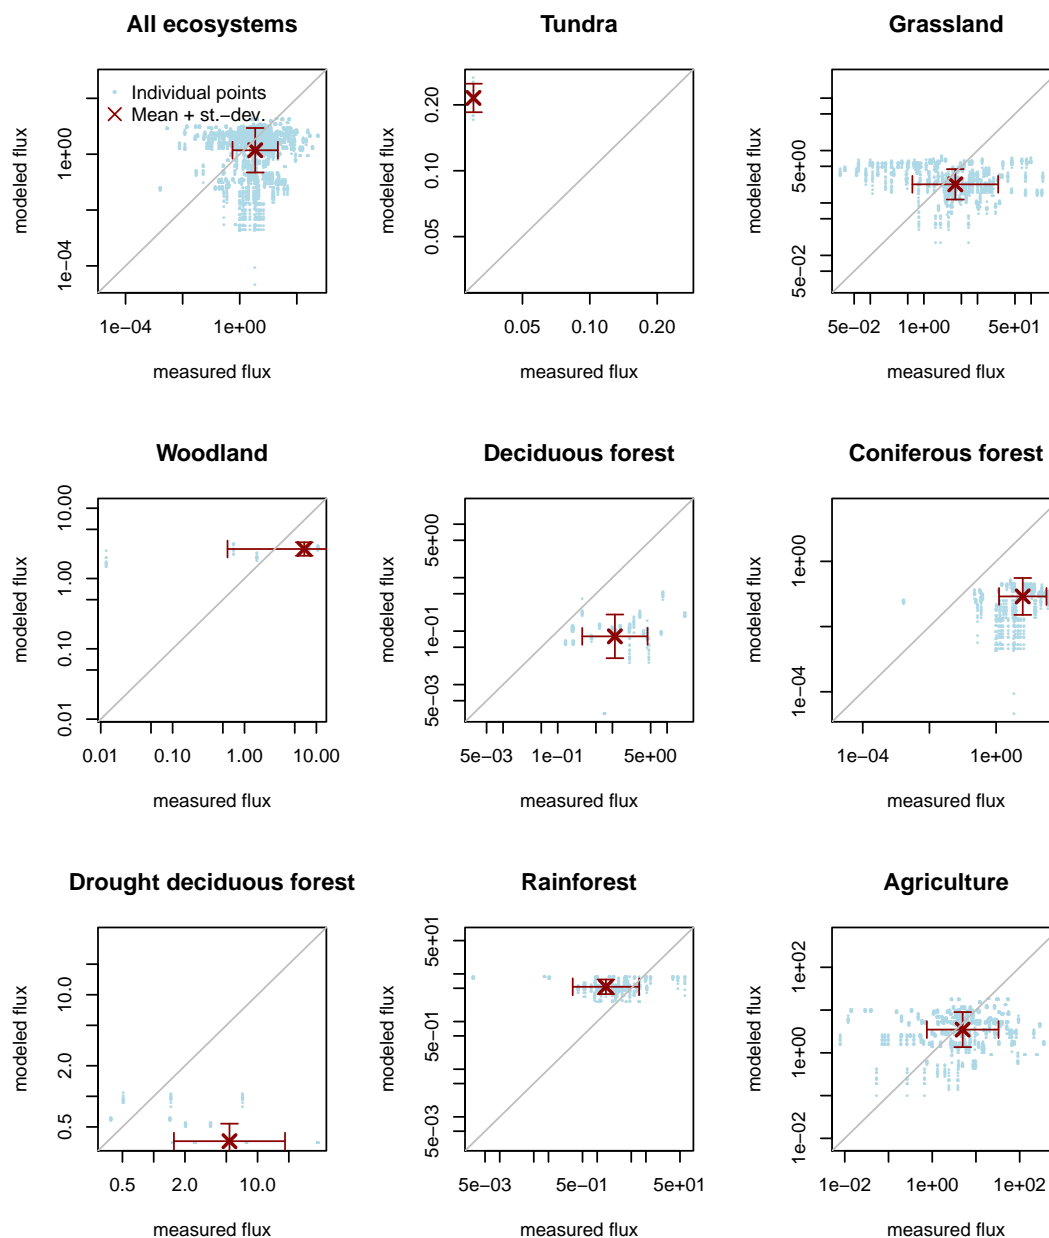 All ecosystems
modeled flux
1e−04
1e+00
Individual points
Mean + st.−dev.
1e−04
1e+00
measured flux
Tundra
modeled flux
0.05
0.10
0.20
0.05
0.10
0.20
measured flux
Grassland
modeled flux
5e−02
5e+00
5e−02
1e+00
5e+01
measured flux
Woodland
modeled flux
0.01
0.10
1.00
10.00
0.01
0.10
1.00
10.00
measured flux
Deciduous forest
modeled flux
5e−03
1e−01
5e+00
5e−03
1e−01
5e+00
measured flux
Coniferous forest
modeled flux
1e−04
1e+00
1e−04
1e+00
measured flux
Drought deciduous forest
modeled flux
0.5
2.0
10.0
0.5
2.0
10.0
measured flux
Rainforest
modeled flux
5e−03
5e−01
5e+01
5e−03
5e−01
5e+01
measured flux
Agriculture
modeled flux
1e−02
1e+00
1e+02
1e−02
1e+00
1e+02
measured flux